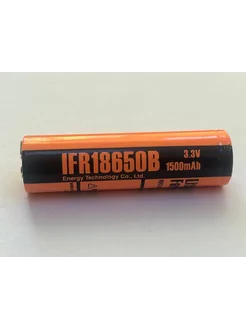 IFR18650B
3.3V
Energy Technology Co., Ltd.
1500mAh